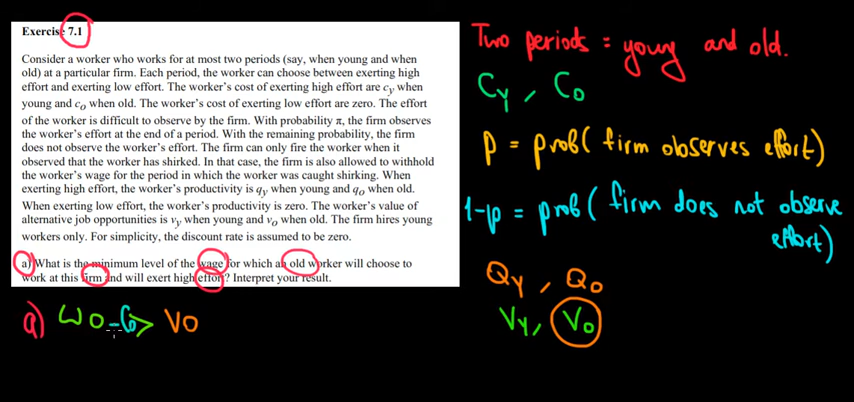 Exercise 7.1
Consider a worker who works for at most two periods (say, when young and when
old) at a particular firm. Each period, the worker can choose between exerting high
effort and exerting low effort. The worker's cost of exerting high effort are cy when
young and co when old. The worker's cost of exerting low effort are zero. The effort
of the worker is difficult to observe by the firm. With probability π, the firm observes
the worker's effort at the end of a period. With the remaining probability, the firm
does not observe the worker's effort. The firm can only fire the worker when it
observed that the worker has shirked. In that case, the firm is also allowed to withhold
the worker's wage for the period in which the worker was caught shirking. When
exerting high effort, the worker's productivity is qy when young and qo when old.
When exerting low effort, the worker's productivity is zero. The worker's value of
alternative job opportunities is vy when young and vo when old. The firm hires young
workers only. For simplicity, the discount rate is assumed to be zero.
a) What is the minimum level of the wage for which an old worker will choose to
work at this firm and will exert high effort? Interpret your result.
a) wo - Co > Vo
Two periods = young and old.
Cy, Co
p = prob( firm observes effort)
1-p = prob( firm does not observe
effort)
Qy, Qo
Vy, Vo